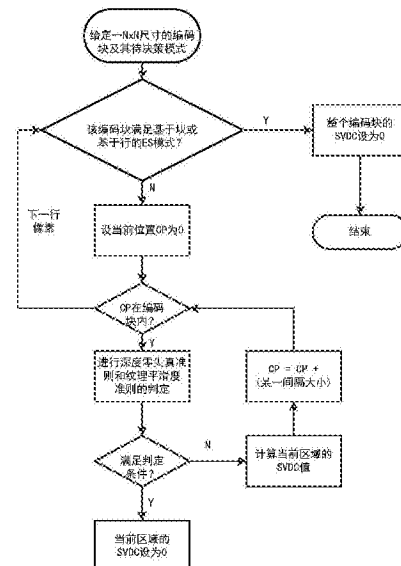 给定一NxN尺寸的编码
块及其待决策模式
该编码块满足基于块或
基于行的ES模式?
Y
整个编码块的
SVDC设为0
结束
N
下一行
像素
设当前位置CP为0
CP在编码
块内?
Y
进行深度零失真准
则和纹理平滑度
准则的判定
CP = CP +
(某一间隔大小)
满足判定
条件?
N
计算当前区域的
SVDC值
Y
当前区域的
SVDC设为0